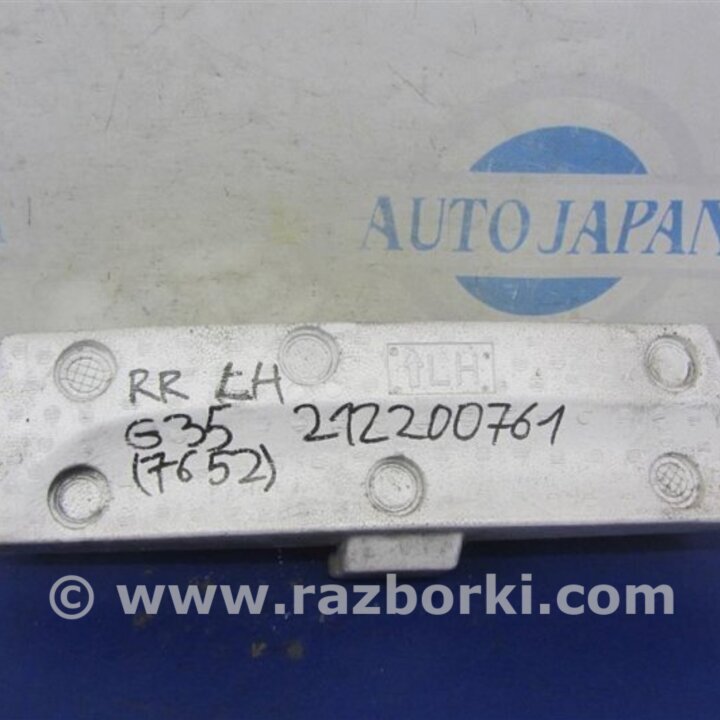 AUTO JAPAN
↑LH
RR LH
G35 212200761
(7652)
© www.razborki.com